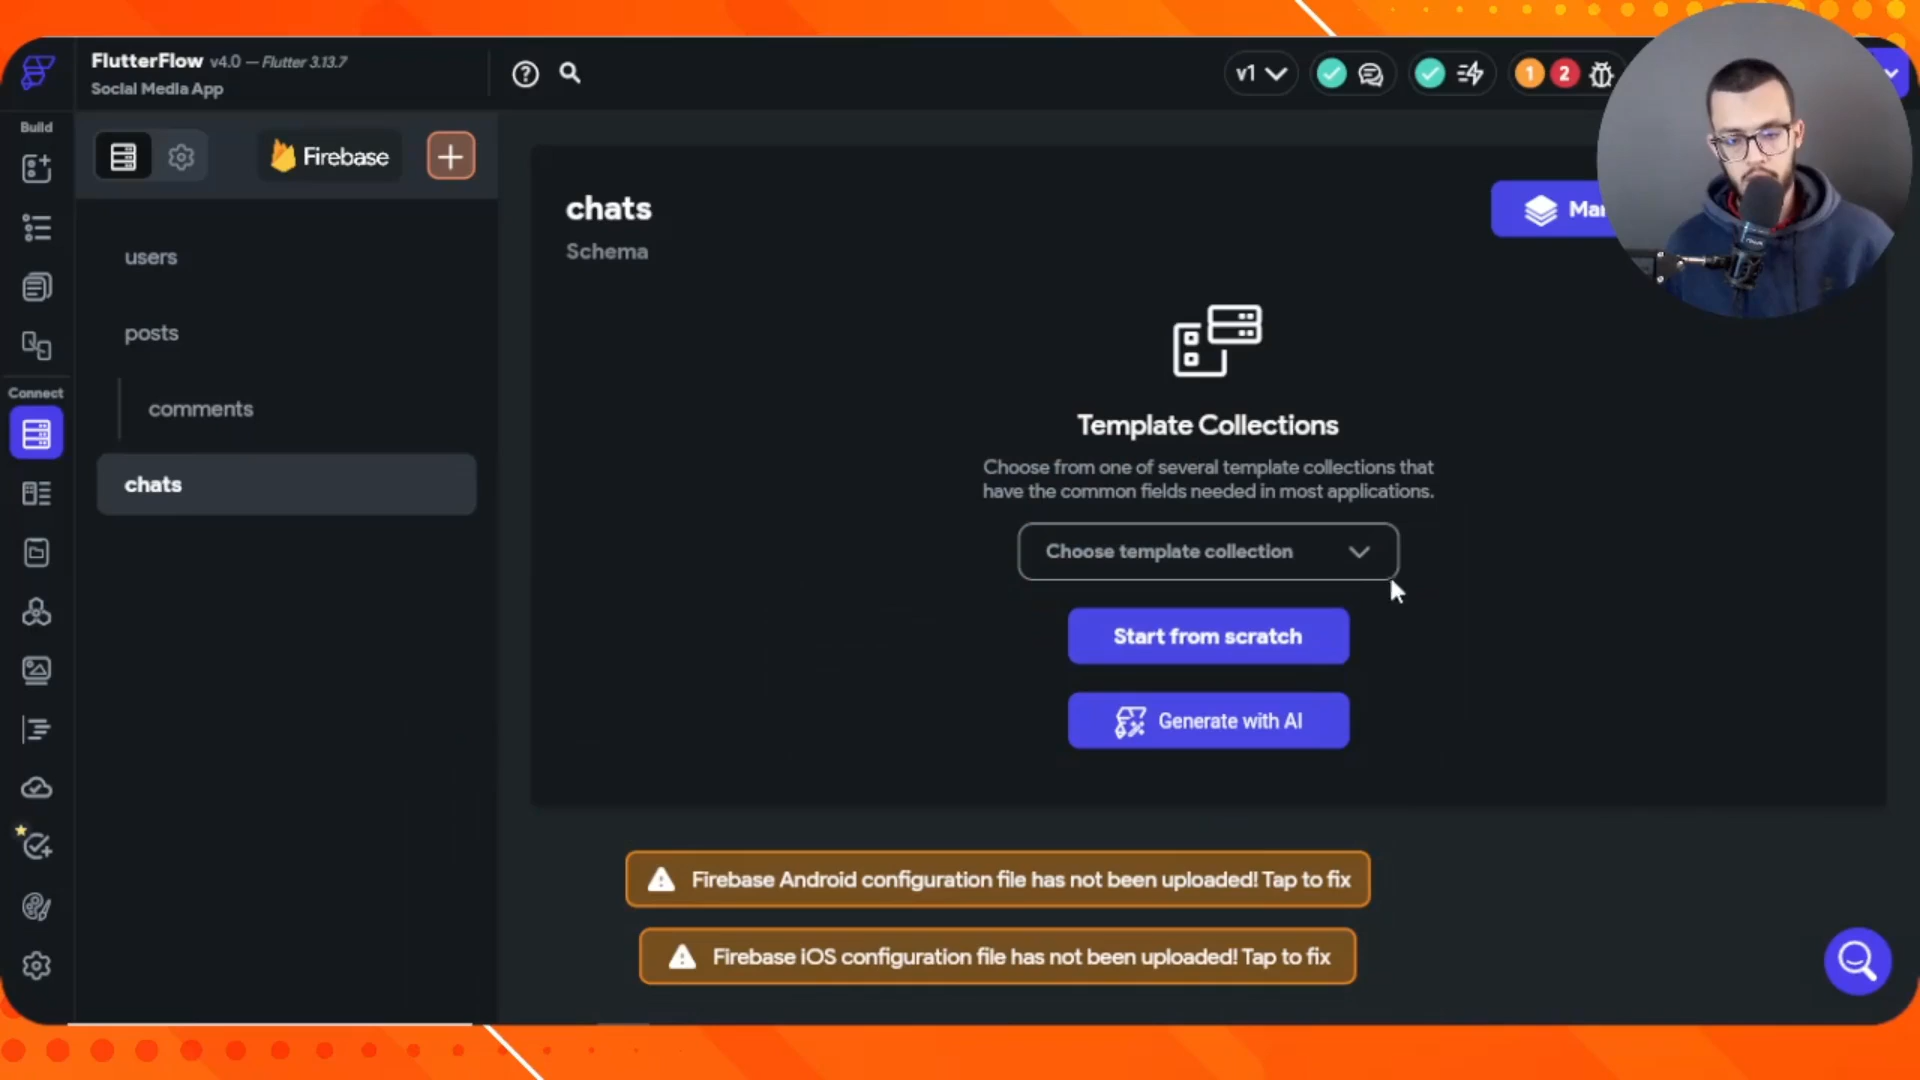 FlutterFlow v4.0 — Flutter 3.13.7
Social Media App
v1
1 2
Build
Connect
Firebase
users
posts
comments
chats
chats
Schema
Template Collections
Choose from one of several template collections that
have the common fields needed in most applications.
Choose template collection
Start from scratch
Generate with AI
Firebase Android configuration file has not been uploaded! Tap to fix
Firebase iOS configuration file has not been uploaded! Tap to fix